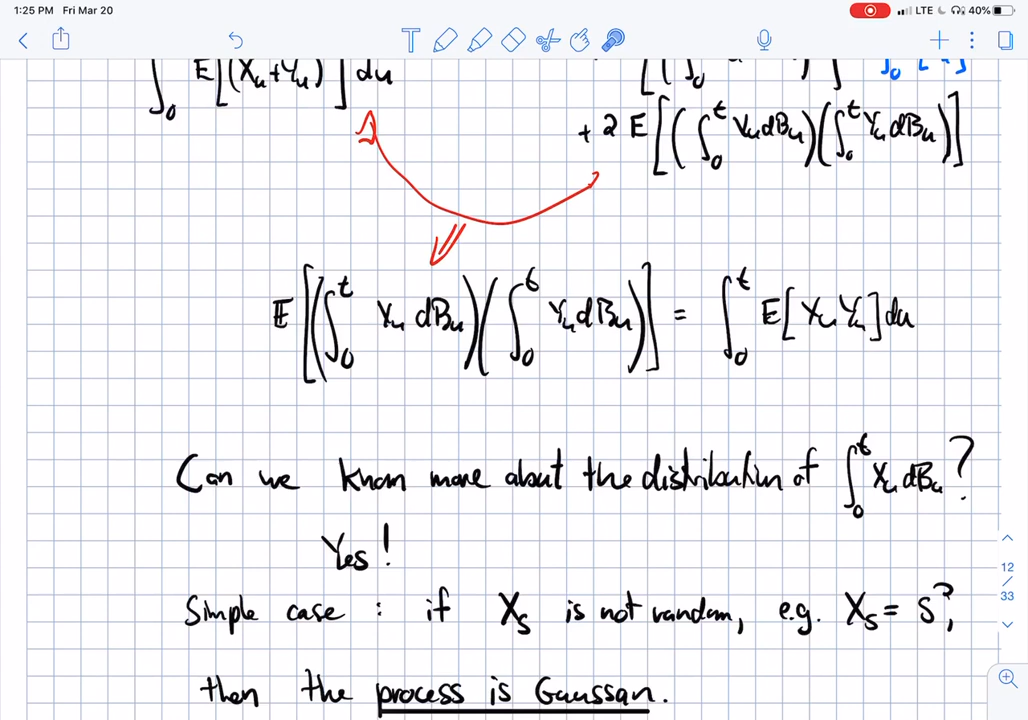 1:25 PM Fri Mar 20
LTE 40%
∫₀ E[(Xᵤ+Yᵤ) ] du
+ 2 E[(∫₀ᵗ XᵤdBᵤ)(∫₀ᵗ YᵤdBᵤ)]
E[(∫₀ᵗ Xᵤ dBᵤ)(∫₀ᵗ YᵤdBᵤ)] = ∫₀ᵗ E[XᵤYᵤ]du
Can we know more about the distribution of ∫₀ᵗ XᵤdBᵤ?
Yes!
12
/
33
Simple case : if Xₛ is not random, e.g. Xₛ = s²,
then the process is Gaussan.